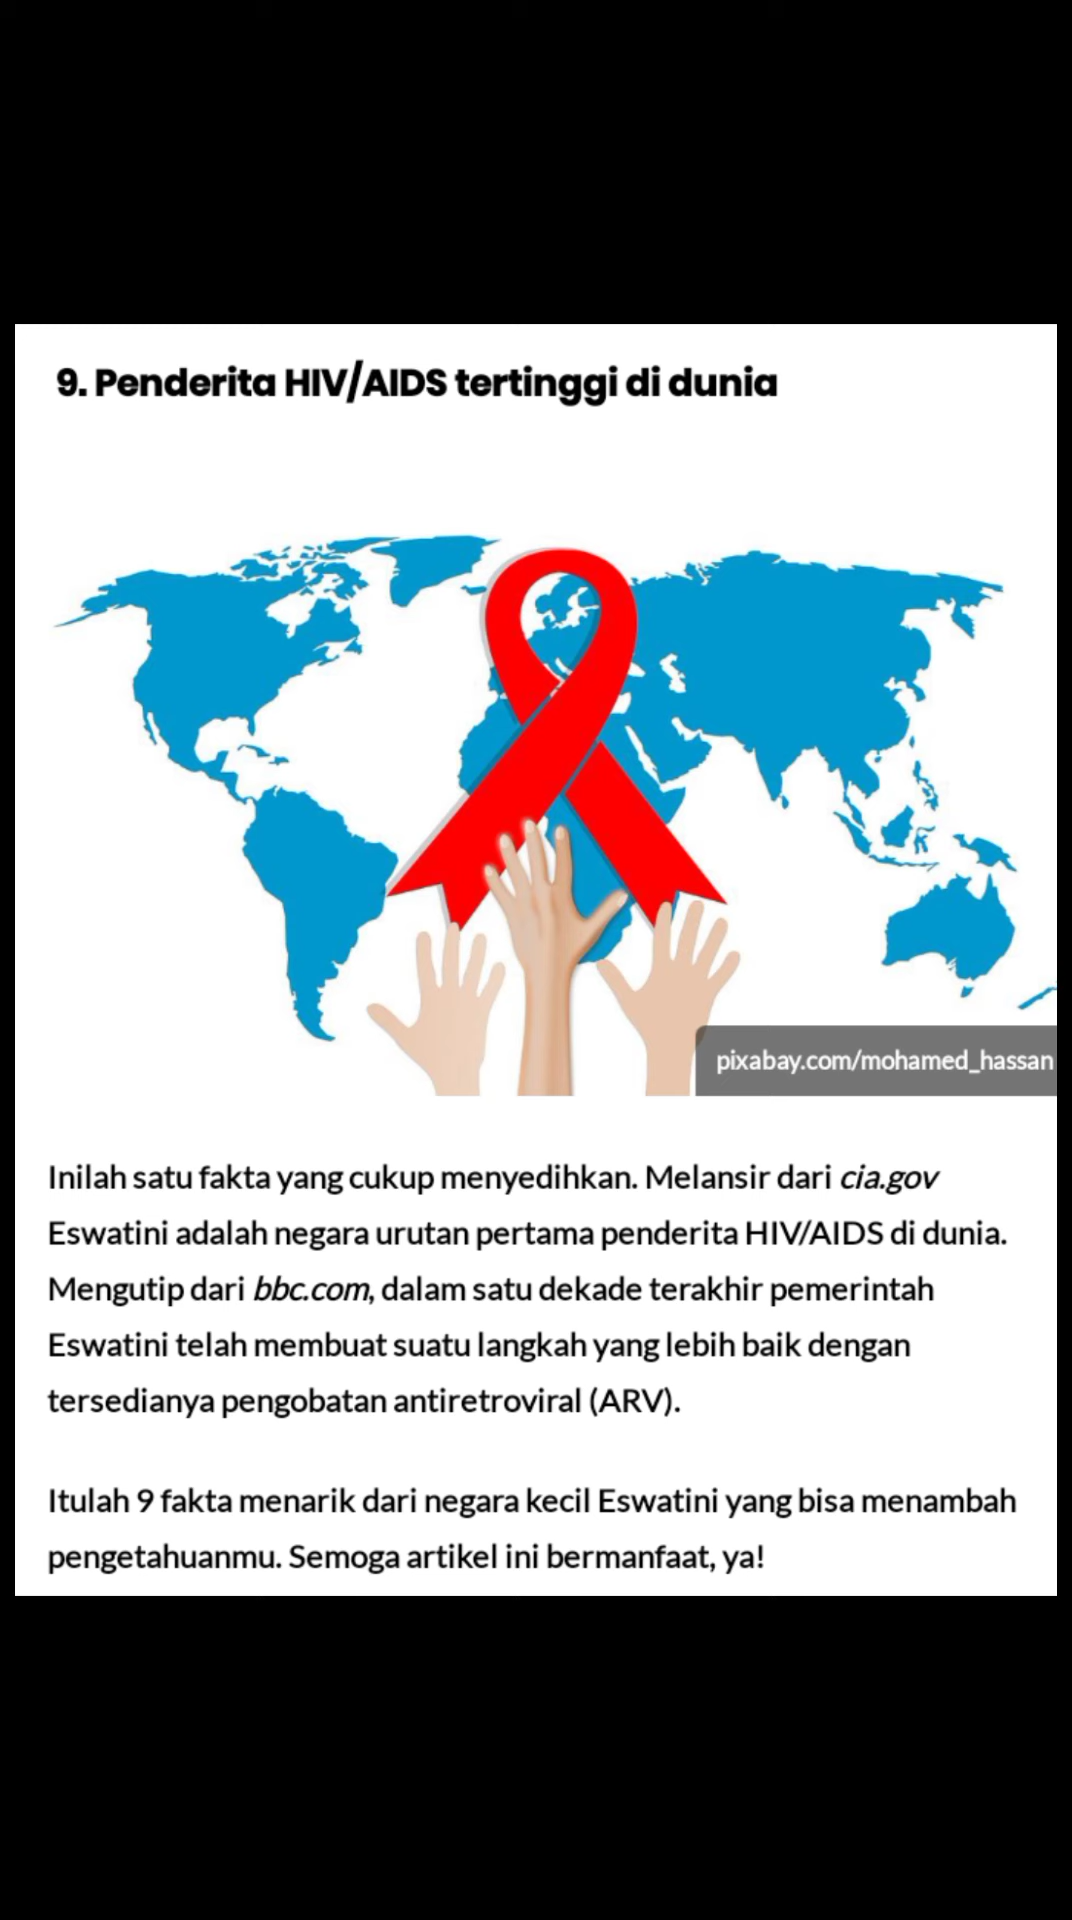 9. Penderita HIV/AIDS tertinggi di dunia
pixabay.com/mohamed_hassan
Inilah satu fakta yang cukup menyedihkan. Melansir dari cia.gov
Eswatini adalah negara urutan pertama penderita HIV/AIDS di dunia.
Mengutip dari bbc.com, dalam satu dekade terakhir pemerintah
Eswatini telah membuat suatu langkah yang lebih baik dengan
tersedianya pengobatan antiretroviral (ARV).
Itulah 9 fakta menarik dari negara kecil Eswatini yang bisa menambah
pengetahuanmu. Semoga artikel ini bermanfaat, ya!